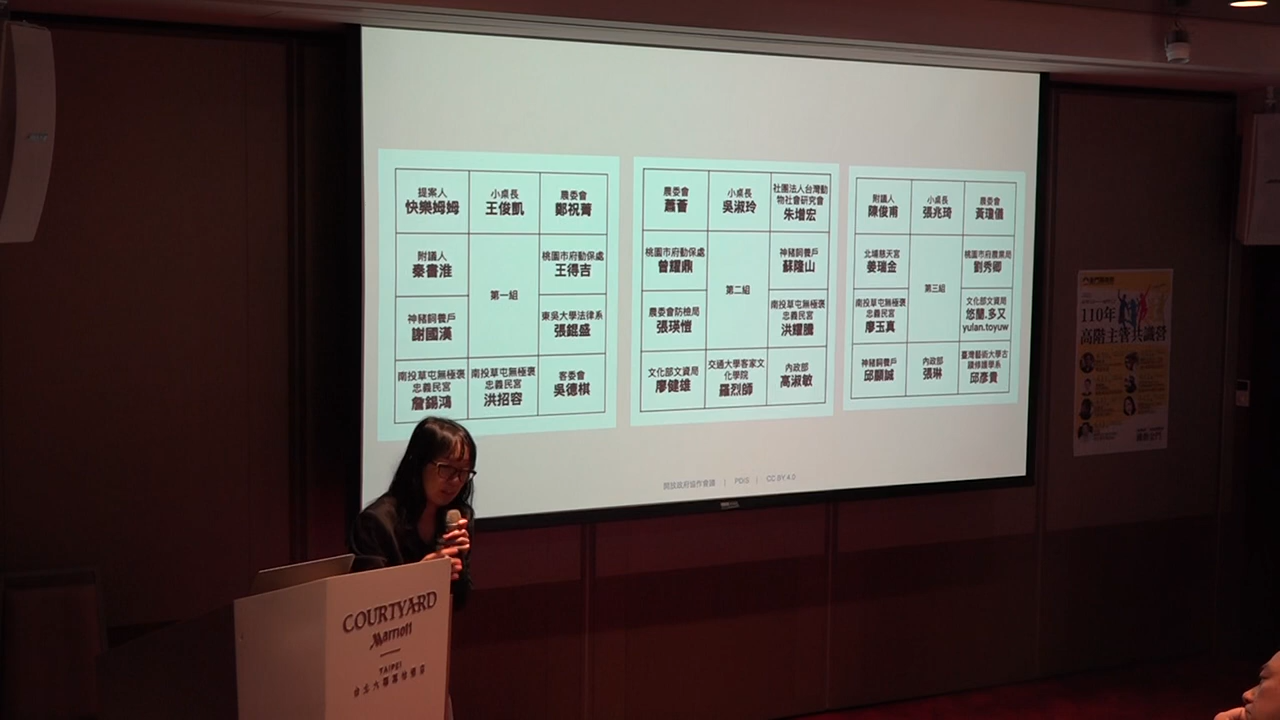 提案人
快樂姆姆
小桌長
王俊凱
農委會
鄭祝菁
附議人
秦書淮
桃園市府動保處
王得吉
第一組
神豬飼養戶
謝國漢
東吳大學法律系
張錕盛
南投草屯無極褒
忠義民宮
詹錫鴻
南投草屯無極褒
忠義民宮
洪招容
客委會
吳德棋
農委會
蕭薈
小桌長
吳淑玲
社團法人台灣動
物社會研究會
朱增宏
桃園市府動保處
曾耀鼎
神豬飼養戶
蘇隆山
第二組
農委會防檢局
張瑛愷
南投草屯無極褒
忠義民宮
洪耀騰
文化部文資局
廖健雄
交通大學客家文
化學院
羅烈師
內政部
高淑敏
附議人
陳俊甫
小桌長
張兆琦
農委會
黃瓊儀
北埔慈天宮
姜瑞金
桃園市府農業局
劉秀卿
第三組
南投草屯無極褒
忠義民宮
廖玉真
文化部文資局
悠蘭.多又
yulan.toyuw
神豬飼養戶
邱顯誠
內政部
張琳
臺灣藝術大學古
蹟修護學系
邱彥貴
開放政府協作會議 | PDIS | CC-BY 4.0
110年
高階主管共識營
COURTYARD
Marriott
TAIPEI